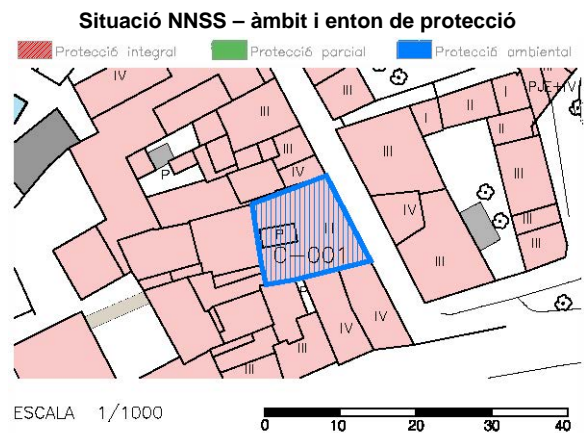 Situació NNSS – àmbit i enton de protecció
Protecció integral Protecció parcial Protecció ambiental
IV
III
III
III
IV
P
I
II
I
II
PJE+IV
III
III
IV
III
III
III
P
II
C-001
P
III
III
III
IV
IV
ESCALA 1/1000
0 10 20 30 40